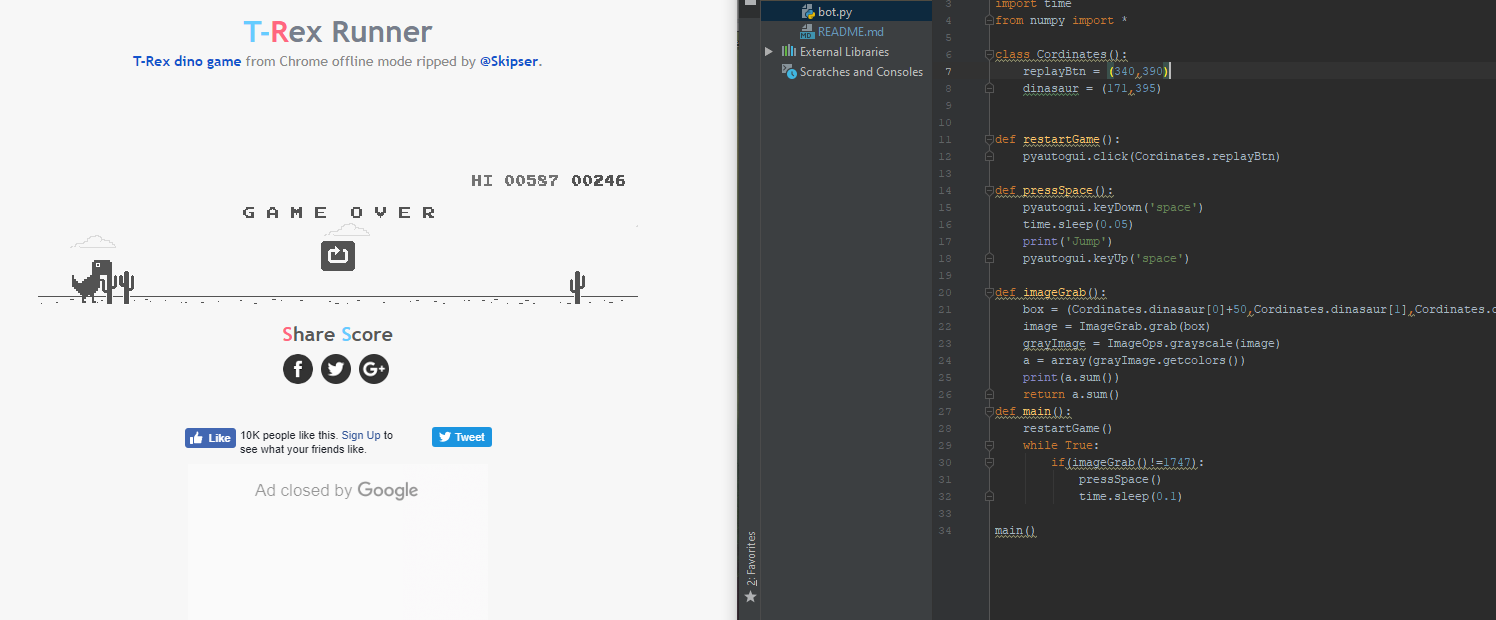 T-Rex Runner
T-Rex dino game from Chrome offline mode ripped by @Skipser.
HI 00587 00246
GAME OVER
Share Score
f
G+
Like
10K people like this. Sign Up to
see what your friends like.
Tweet
Ad closed by Google
bot.py
README.md
External Libraries
Scratches and Consoles
2: Favorites
3 import time
4 from numpy import *
5
6 class Cordinates():
7 replayBtn = (340,390)
8 dinasaur = (171,395)
9
10
11 def restartGame():
12 pyautogui.click(Cordinates.replayBtn)
13
14 def pressSpace():
15 pyautogui.keyDown('space')
16 time.sleep(0.05)
17 print('Jump')
18 pyautogui.keyUp('space')
19
20 def imageGrab():
21 box = (Cordinates.dinasaur[0]+50,Cordinates.dinasaur[1],Cordinates.
22 image = ImageGrab.grab(box)
23 grayImage = ImageOps.grayscale(image)
24 a = array(grayImage.getcolors())
25 print(a.sum())
26 return a.sum()
27 def main():
28 restartGame()
29 while True:
30 if(imageGrab()!=1747):
31 pressSpace()
32 time.sleep(0.1)
33
34 main()